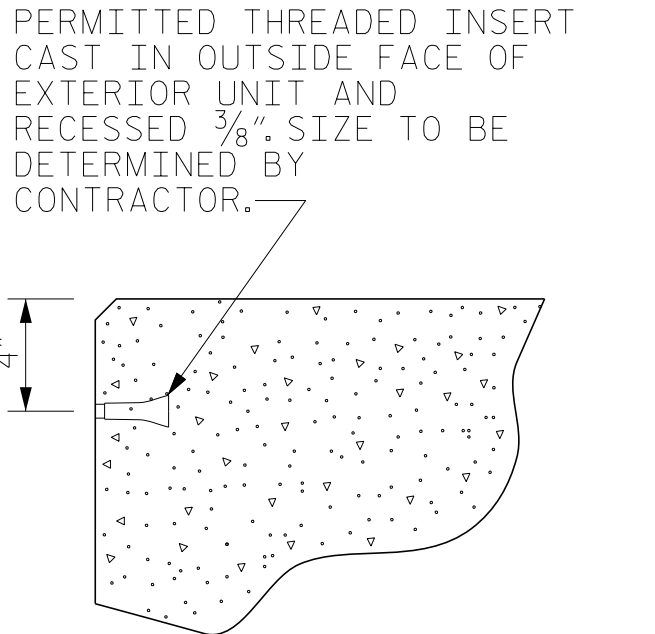 PERMITTED THREADED INSERT
CAST IN OUTSIDE FACE OF
EXTERIOR UNIT AND
RECESSED 3/8". SIZE TO BE
DETERMINED BY
CONTRACTOR.
4"